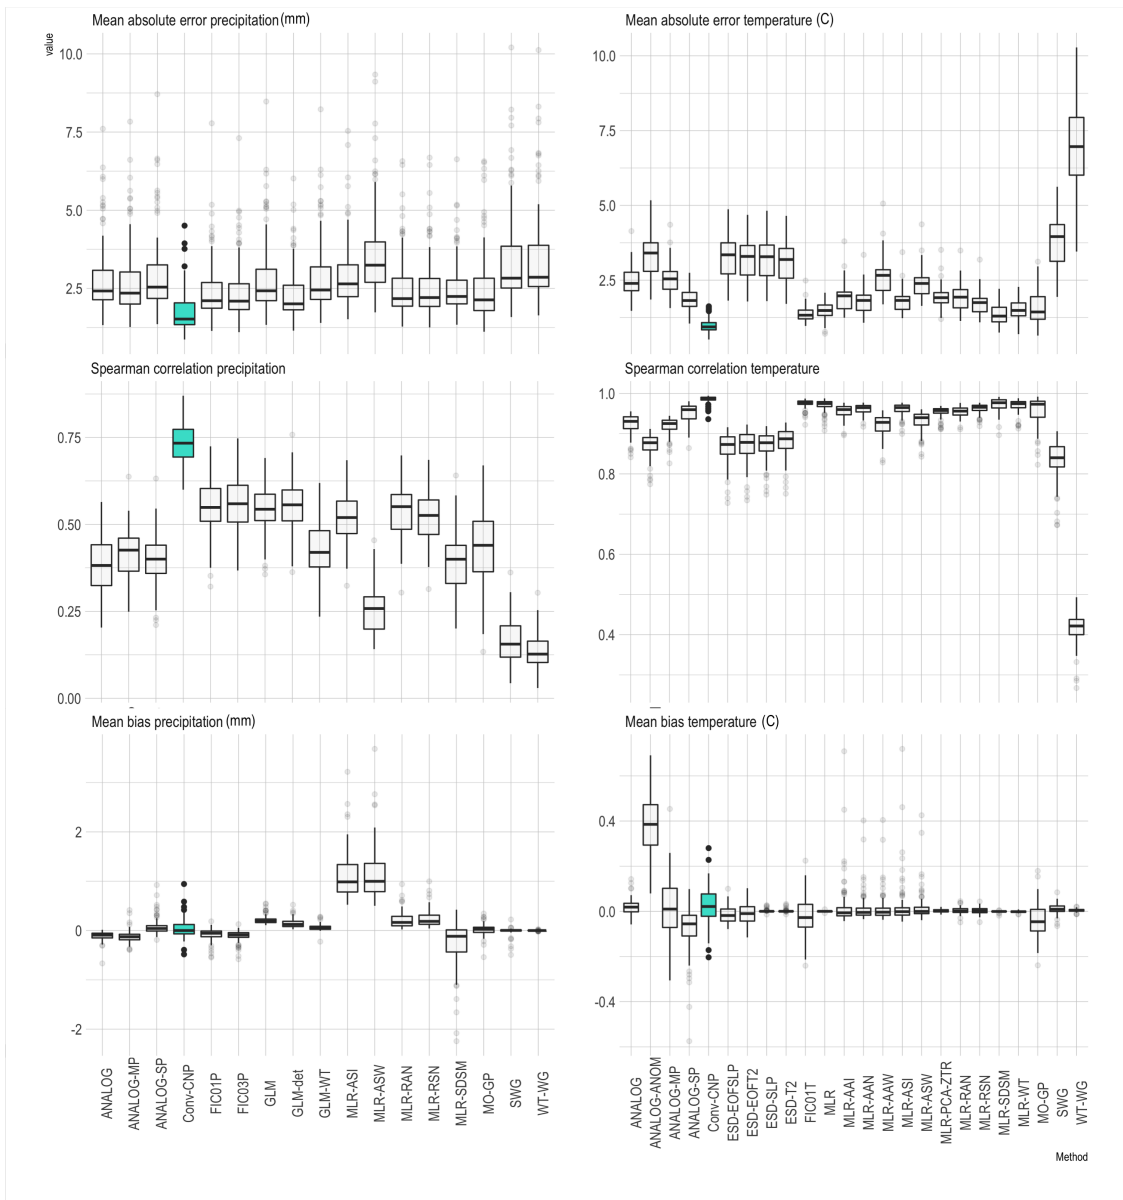 Mean absolute error precipitation (mm)
value
10.0
7.5
5.0
2.5
Mean absolute error temperature (C)
10.0
7.5
5.0
2.5
Spearman correlation precipitation
0.75
0.50
0.25
0.00
Spearman correlation temperature
1.0
0.8
0.6
0.4
Mean bias precipitation (mm)
2
0
-2
Mean bias temperature (C)
0.4
0.0
-0.4
ANALOG
ANALOG-MP
ANALOG-SP
Conv-CNP
FIC01P
FIC03P
GLM
GLM-det
GLM-WT
MLR-ASI
MLR-ASW
MLR-RAN
MLR-RSN
MLR-SDSM
MO-GP
SWG
WT-WG
ANALOG
ANALOG-ANOM
ANALOG-MP
ANALOG-SP
Conv-CNP
ESD-EOFSLP
ESD-EOFT2
ESD-SLP
ESD-T2
FIC01T
MLR
MLR-AAI
MLR-AAN
MLR-AAW
MLR-ASI
MLR-ASW
MLR-PCA-ZTR
MLR-RAN
MLR-RSN
MLR-SDSM
MLR-WT
MO-GP
SWG
WT-WG
Method